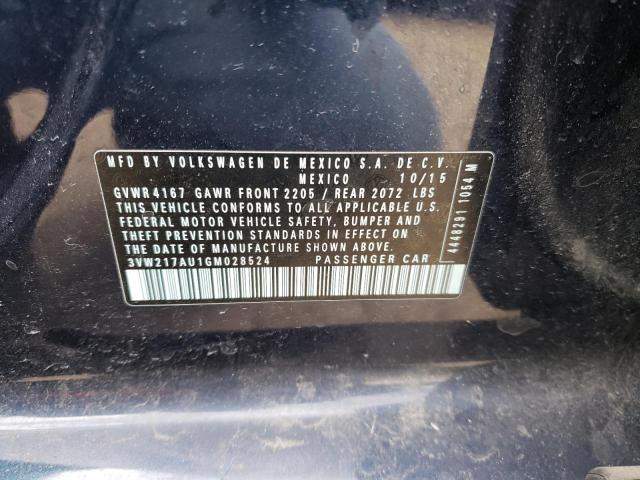 MFD BY VOLKSWAGEN DE MEXICO S.A. DE C.V.
MEXICO 10/15
GVWR 4167 GAWR FRONT 2205 / REAR 2072 LBS
THIS VEHICLE CONFORMS TO ALL APPLICABLE U.S.
FEDERAL MOTOR VEHICLE SAFETY, BUMPER AND
THEFT PREVENTION STANDARDS IN EFFECT ON
THE DATE OF MANUFACTURE SHOWN ABOVE.
3VW217AU1GM028524 PASSENGER CAR
4448291 1054 M